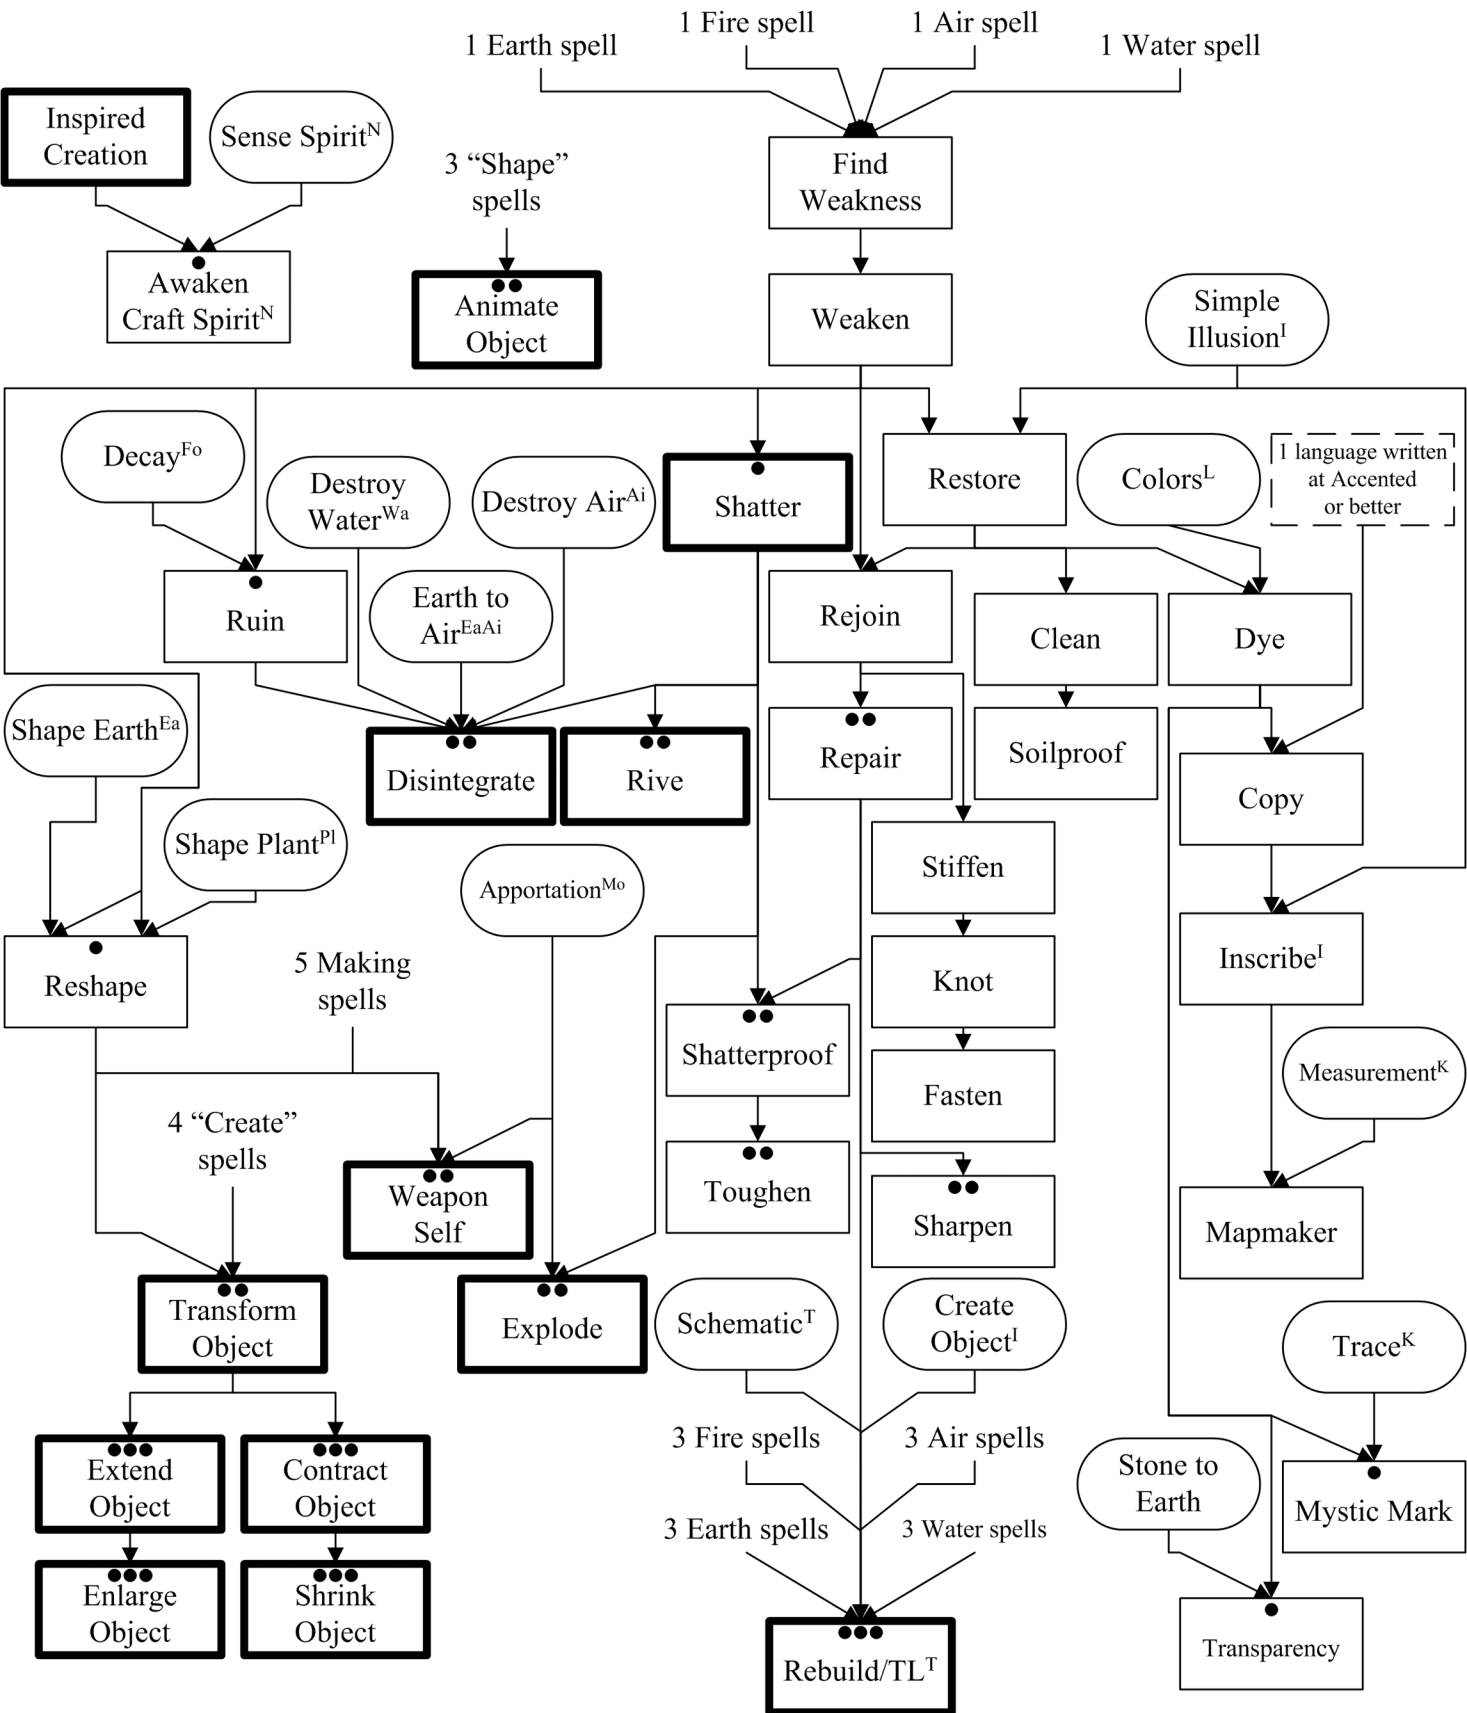 1 Fire spell
1 Air spell
1 Earth spell
1 Water spell
Inspired
Creation
Sense Spirit^N
3 “Shape”
spells
Find
Weakness
Awaken
Craft Spirit^N
Animate
Object
Weaken
Simple
Illusion^I
Decay^Fo
Destroy
Water^Wa
Destroy Air^Ai
Shatter
Restore
Colors^L
1 language written
at Accented
or better
Ruin
Earth to
Air^EaAi
Rejoin
Clean
Dye
Shape Earth^Ea
Disintegrate
Rive
Repair
Soilproof
Copy
Shape Plant^Pl
Apportation^Mo
Stiffen
Reshape
5 Making
spells
Knot
Inscribe^I
Shatterproof
Fasten
Measurement^K
4 “Create”
spells
Weapon
Self
Toughen
Sharpen
Mapmaker
Transform
Object
Explode
Schematic^T
Create
Object^I
Trace^K
3 Fire spells
3 Air spells
Extend
Object
Contract
Object
Stone to
Earth
Mystic Mark
3 Earth spells
3 Water spells
Enlarge
Object
Shrink
Object
Rebuild/TL^T
Transparency